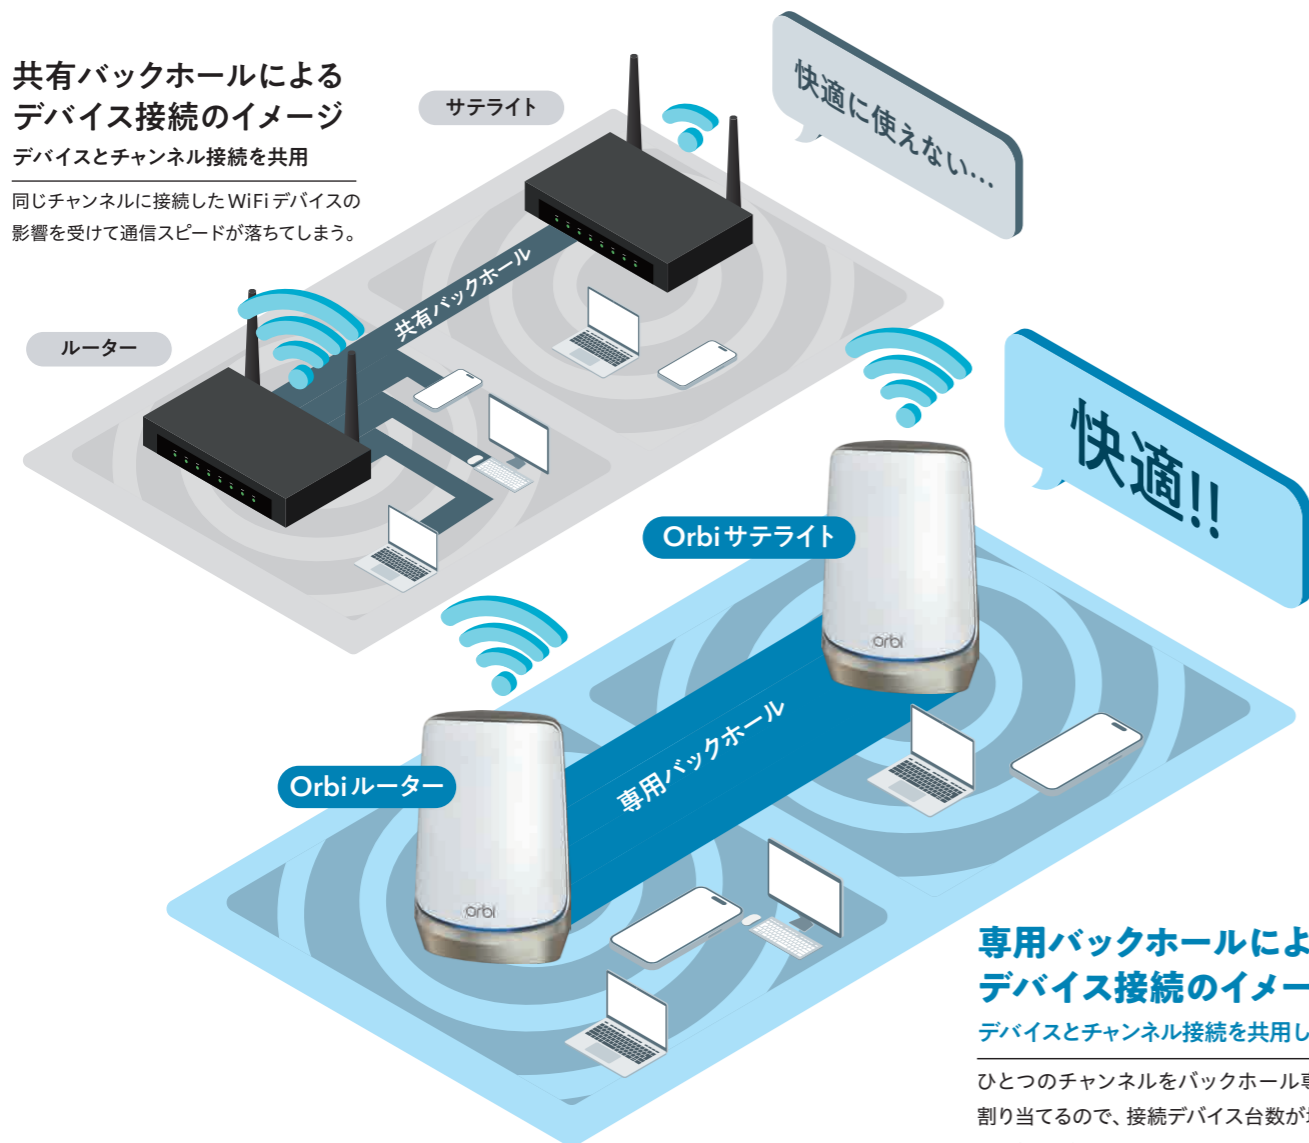 共有バックホールによる
デバイス接続のイメージ
デバイスとチャンネル接続を共用
同じチャンネルに接続したWiFiデバイスの
影響を受けて通信スピードが落ちてしまう。
サテライト
快適に使えない…
共有バックホール
ルーター
快適!!
Orbiサテライト
orbi
専用バックホール
Orbiルーター
orbi
専用バックホールによ
デバイス接続のイメー
デバイスとチャンネル接続を共用し
ひとつのチャンネルをバックホール専
割り当てるので、接続デバイス台数が